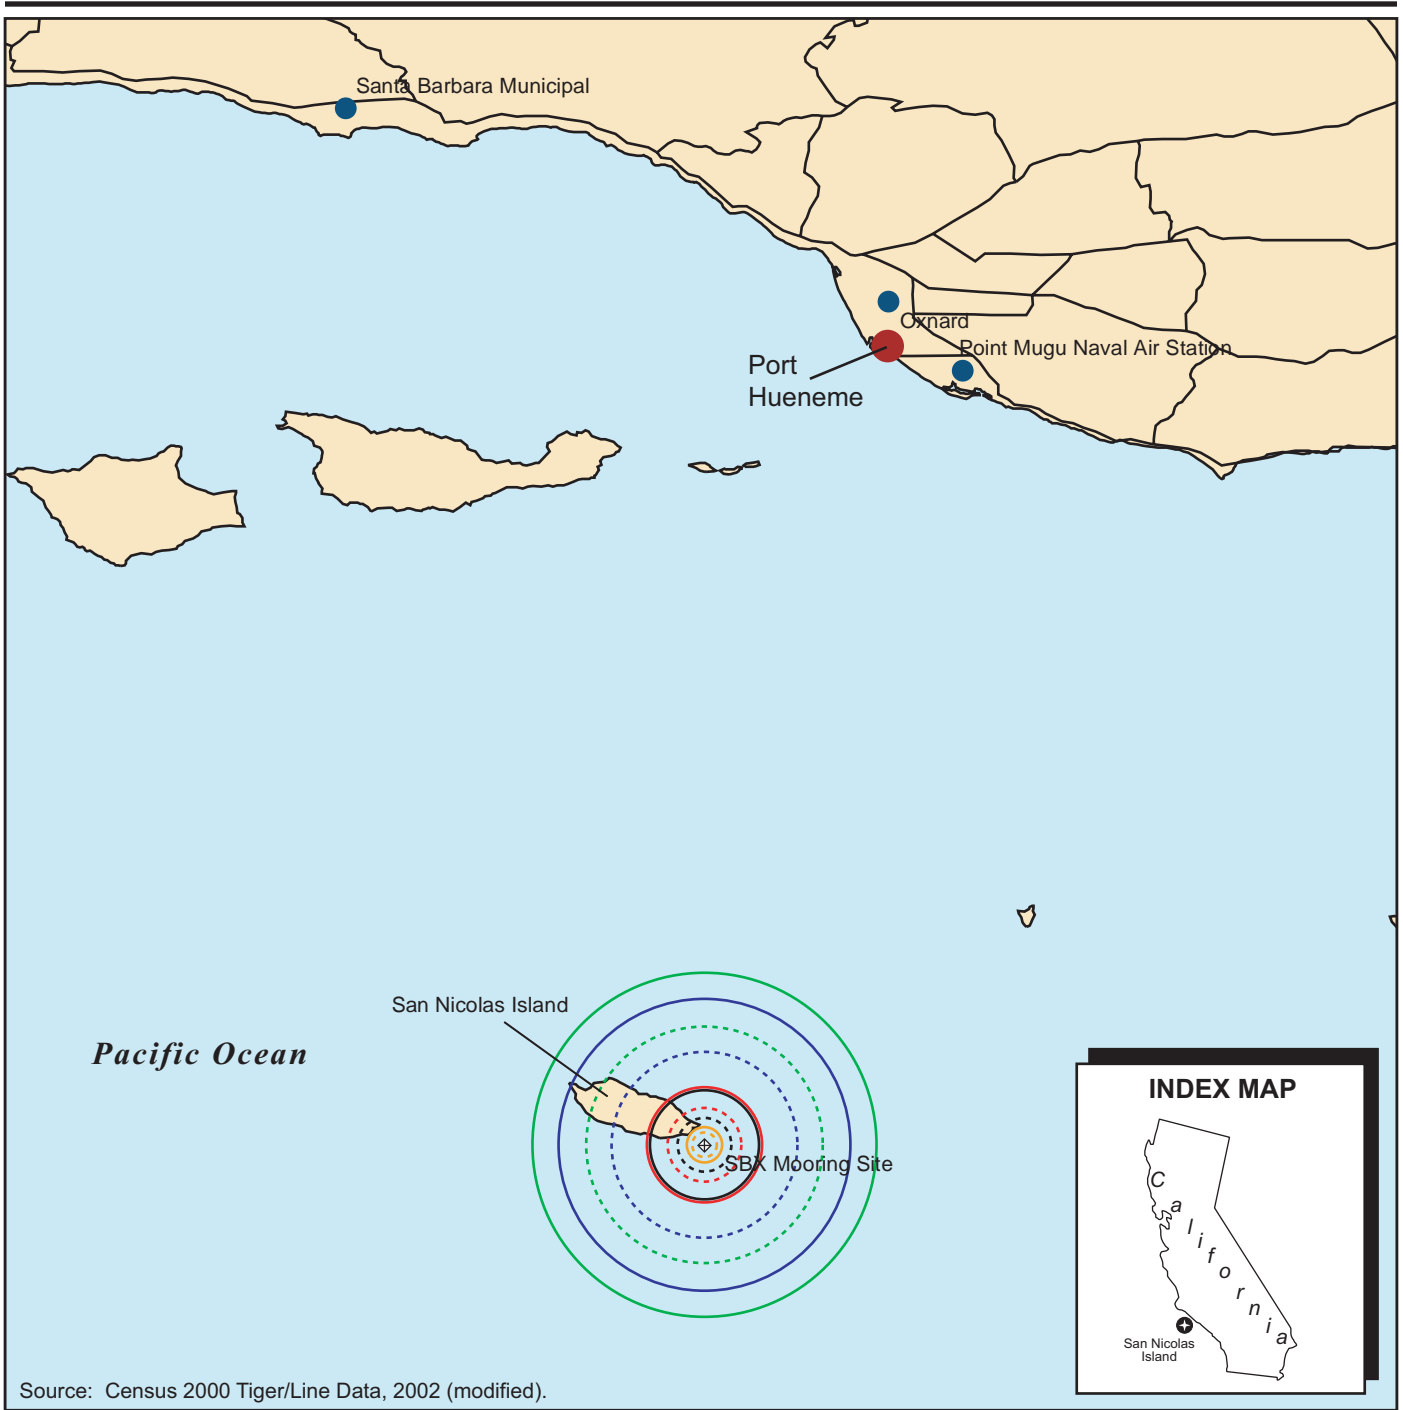 Santa Barbara Municipal
Oxnard
Point Mugu Naval Air Station
Port
Hueneme
San Nicolas Island
Pacific Ocean
SBX Mooring Site
INDEX MAP
California
San Nicolas
Island
Source:  Census 2000 Tiger/Line Data, 2002 (modified).